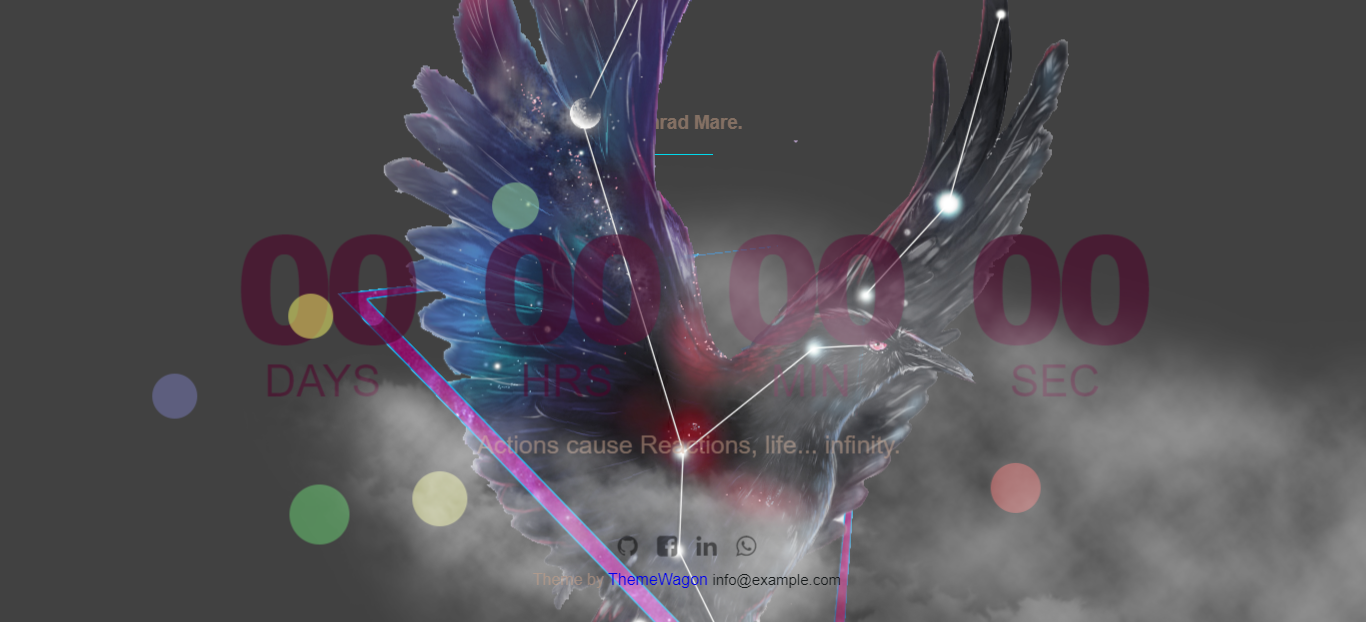 Mare.
00 00 00 00
DAYS HRS MIN SEC
Actions cause Reactions, life... infinity.
Theme by ThemeWagon info@example.com